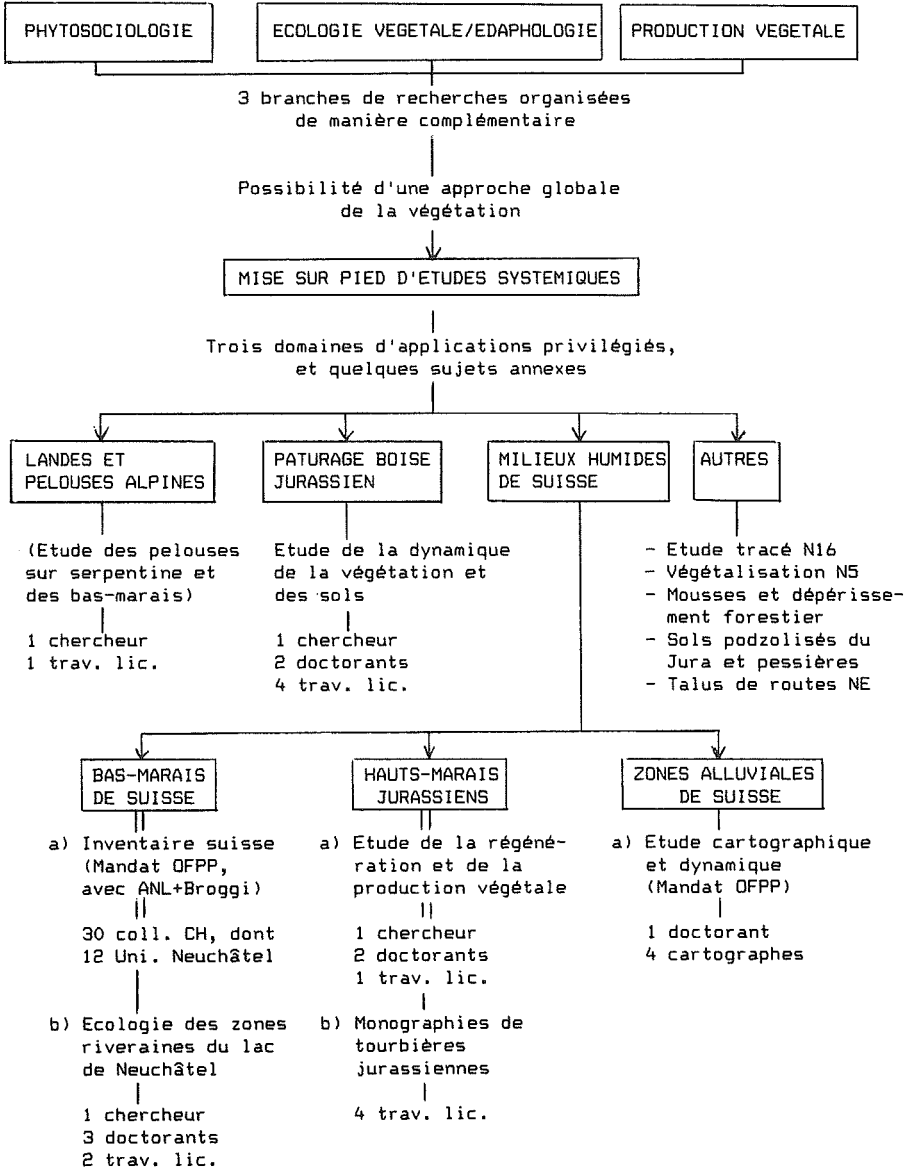 PHYTOSOCIOLOGIE
ECOLOGIE VEGETALE/EDAPHOLOGIE
PRODUCTION VEGETALE
3 branches de recherches organisées
de manière complémentaire
Possibilité d'une approche globale
de la végétation
MISE SUR PIED D'ETUDES SYSTEMIQUES
Trois domaines d'applications privilégiés,
et quelques sujets annexes
LANDES ET
PELOUSES ALPINES
(Etude des pelouses
sur serpentine et
des bas-marais)
1 chercheur
1 trav. lic.
PATURAGE BOISE
JURASSIEN
Etude de la dynamique
de la végétation et
des sols
1 chercheur
2 doctorants
4 trav. lic.
MILIEUX HUMIDES
DE SUISSE
AUTRES
- Etude tracé N16
- Végétalisation N5
- Mousses et dépérisse-
ment forestier
- Sols podzolisés du
Jura et pessières
- Talus de routes NE
BAS-MARAIS
DE SUISSE
a) Inventaire suisse
(Mandat OFPP,
avec ANL+Broggi)
30 coll. CH, dont
12 Uni. Neuchâtel
b) Ecologie des zones
riveraines du lac
de Neuchâtel
1 chercheur
3 doctorants
2 trav. lic.
HAUTS-MARAIS
JURASSIENS
a) Etude de la régéné-
ration et de la
production végétale
1 chercheur
2 doctorants
1 trav. lic.
b) Monographies de
tourbières
jurassiennes
4 trav. lic.
ZONES ALLUVIALES
DE SUISSE
a) Etude cartographique
et dynamique
(Mandat OFPP)
1 doctorant
4 cartographes